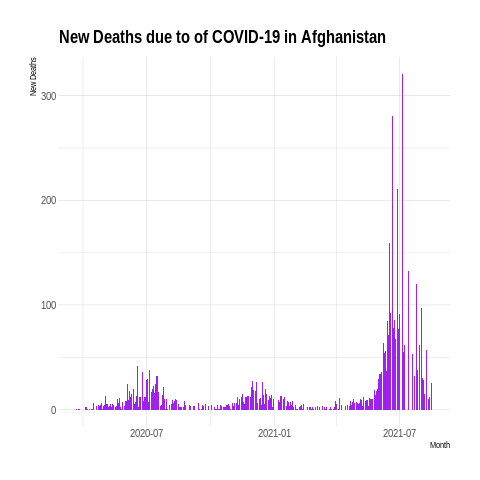 New Deaths due to of COVID-19 in Afghanistan
New Deaths
300
200
100
0
2020-07
2021-01
2021-07
Month